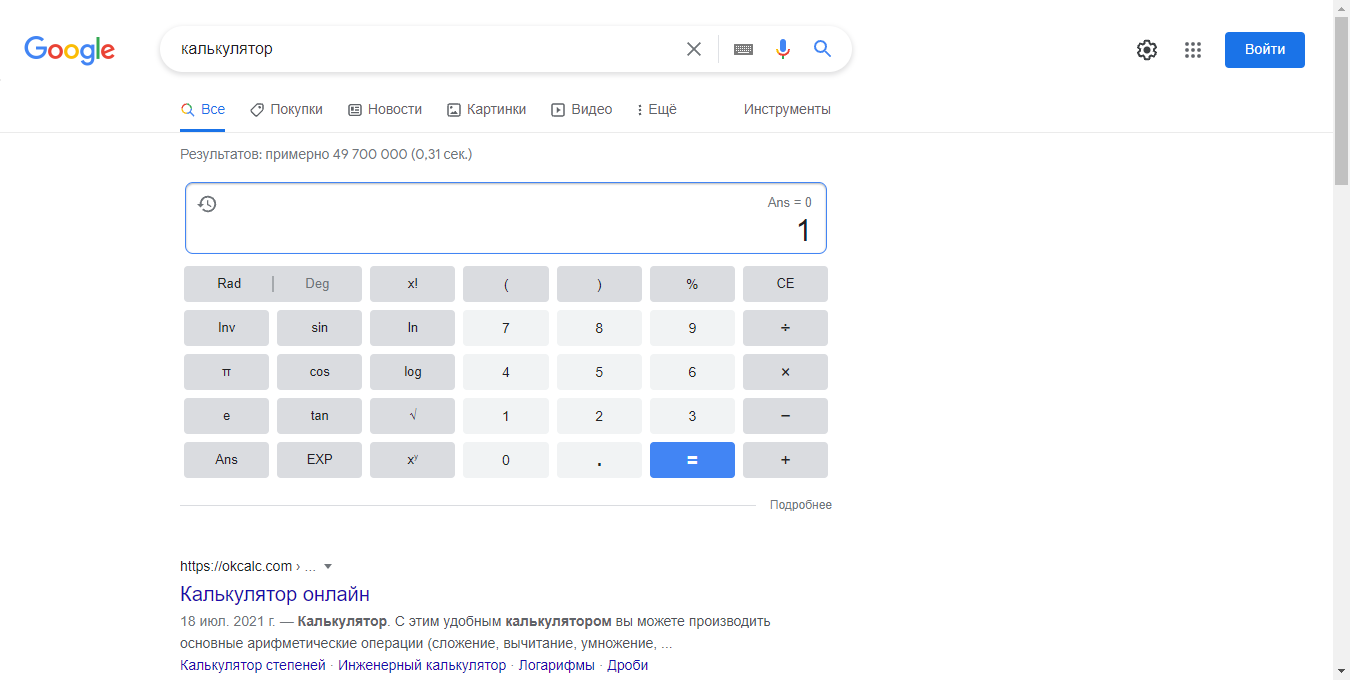 Google
калькулятор
Войти
Все Покупки Новости Картинки Видео Ещё Инструменты
Результатов: примерно 49 700 000 (0,31 сек.)
Ans = 0
1
Rad | Deg x! ( ) % CE
Inv sin ln 7 8 9 ÷
π cos log 4 5 6 ×
e tan √ 1 2 3 −
Ans EXP xʸ 0 . = +
Подробнее
https://okcalc.com › ...
Калькулятор онлайн
18 июл. 2021 г. — Калькулятор. С этим удобным калькулятором вы можете производить
основные арифметические операции (сложение, вычитание, умножение, ...
Калькулятор степеней · Инженерный калькулятор · Логарифмы · Дроби